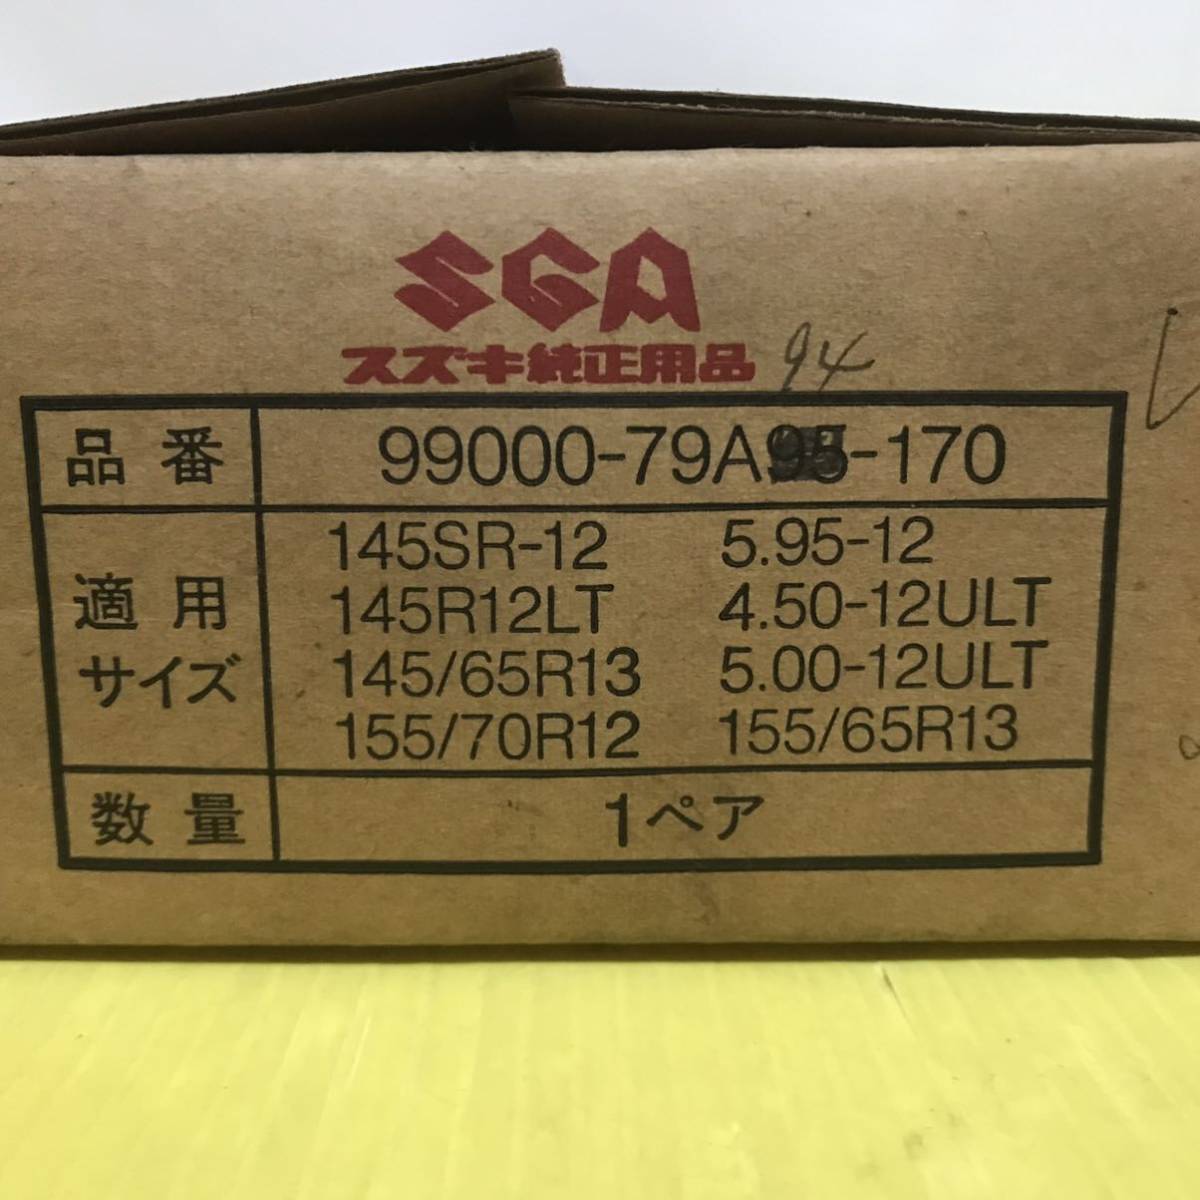 SGA
スズキ純正用品 94
品番 99000-79A95-170
適用サイズ
145SR-12 5.95-12
145R12LT 4.50-12ULT
145/65R13 5.00-12ULT
155/70R12 155/65R13
数量 1ペア